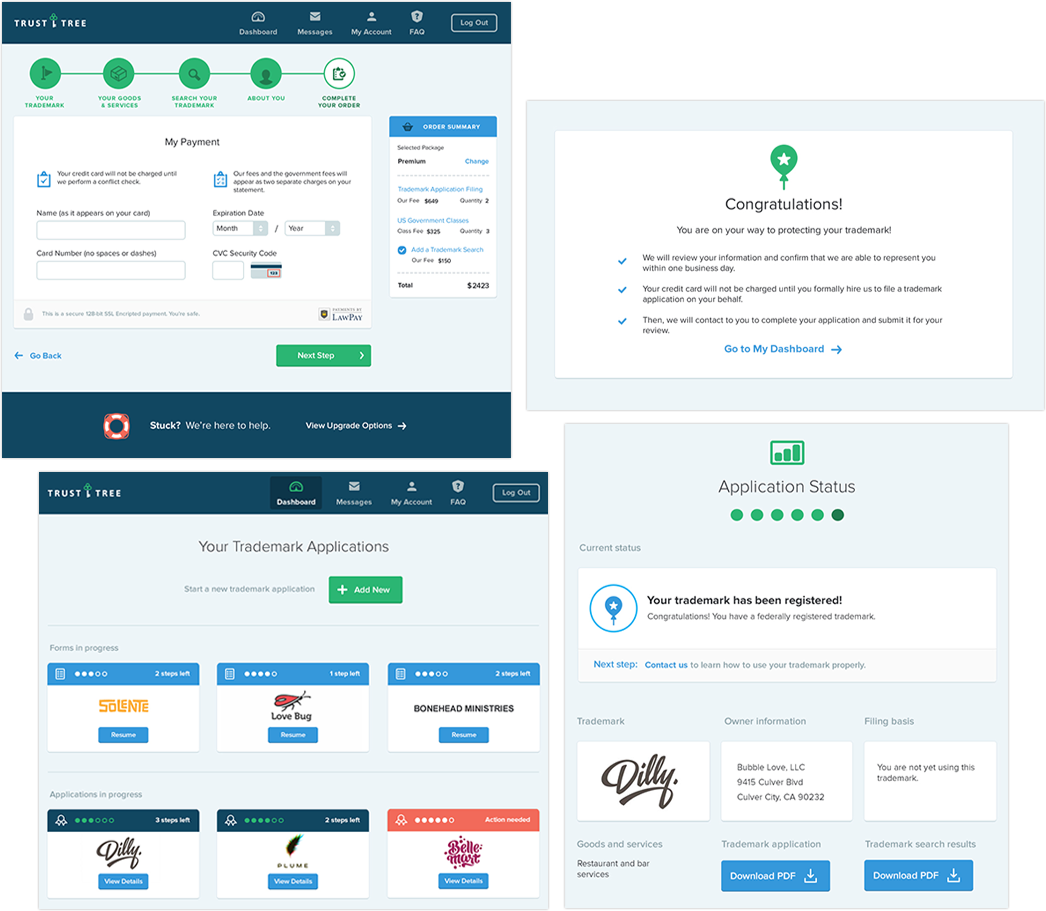 TRUST TREE
Dashboard
Messages
My Account
FAQ
Log Out
YOUR
TRADEMARK
YOUR GOODS
& SERVICES
SEARCH YOUR
TRADEMARK
ABOUT YOU
COMPLETE
YOUR ORDER
My Payment
Your credit card will not be charged until
we perform a conflict check.
Our fees and the government fees will
appear as two separate charges on your
statement.
Name (as it appears on your card)
Expiration Date
Month / Year
Card Number (no spaces or dashes)
CVC Security Code
123
This is a secure 128-bit SSL Encripted payment. You're safe.
PAYMENTS BY
LAWPAY
Go Back
Next Step
ORDER SUMMARY
Selected Package
Premium Change
Trademark Application Filing
Our Fee $649 Quantity 2
US Government Classes
Class Fee $325 Quantity 3
Add a Trademark Search
Our Fee $150
Total $2423
Stuck? We're here to help.
View Upgrade Options
Congratulations!
You are on your way to protecting your trademark!
We will review your information and confirm that we are able to represent you
within one business day.
Your credit card will not be charged until you formally hire us to file a trademark
application on your behalf.
Then, we will contact to you to complete your application and submit it for your
review.
Go to My Dashboard
TRUST TREE
Dashboard
Messages
My Account
FAQ
Log Out
Your Trademark Applications
Start a new trademark application
Add New
Forms in progress
2 steps left
SOLENTE
Resume
1 step left
Love Bug
Resume
2 steps left
BONEHEAD MINISTRIES
Resume
Applications in progress
3 steps left
Dilly.
View Details
2 steps left
PLUME
View Details
Action needed
Belle-
mart
View Details
Application Status
Current status
Your trademark has been registered!
Congratulations! You have a federally registered trademark.
Next step: Contact us to learn how to use your trademark properly.
Trademark
Dilly.
Owner information
Bubble Love, LLC
9415 Culver Blvd
Culver City, CA 90232
Filing basis
You are not yet using this
trademark.
Goods and services
Restaurant and bar
services
Trademark application
Download PDF
Trademark search results
Download PDF